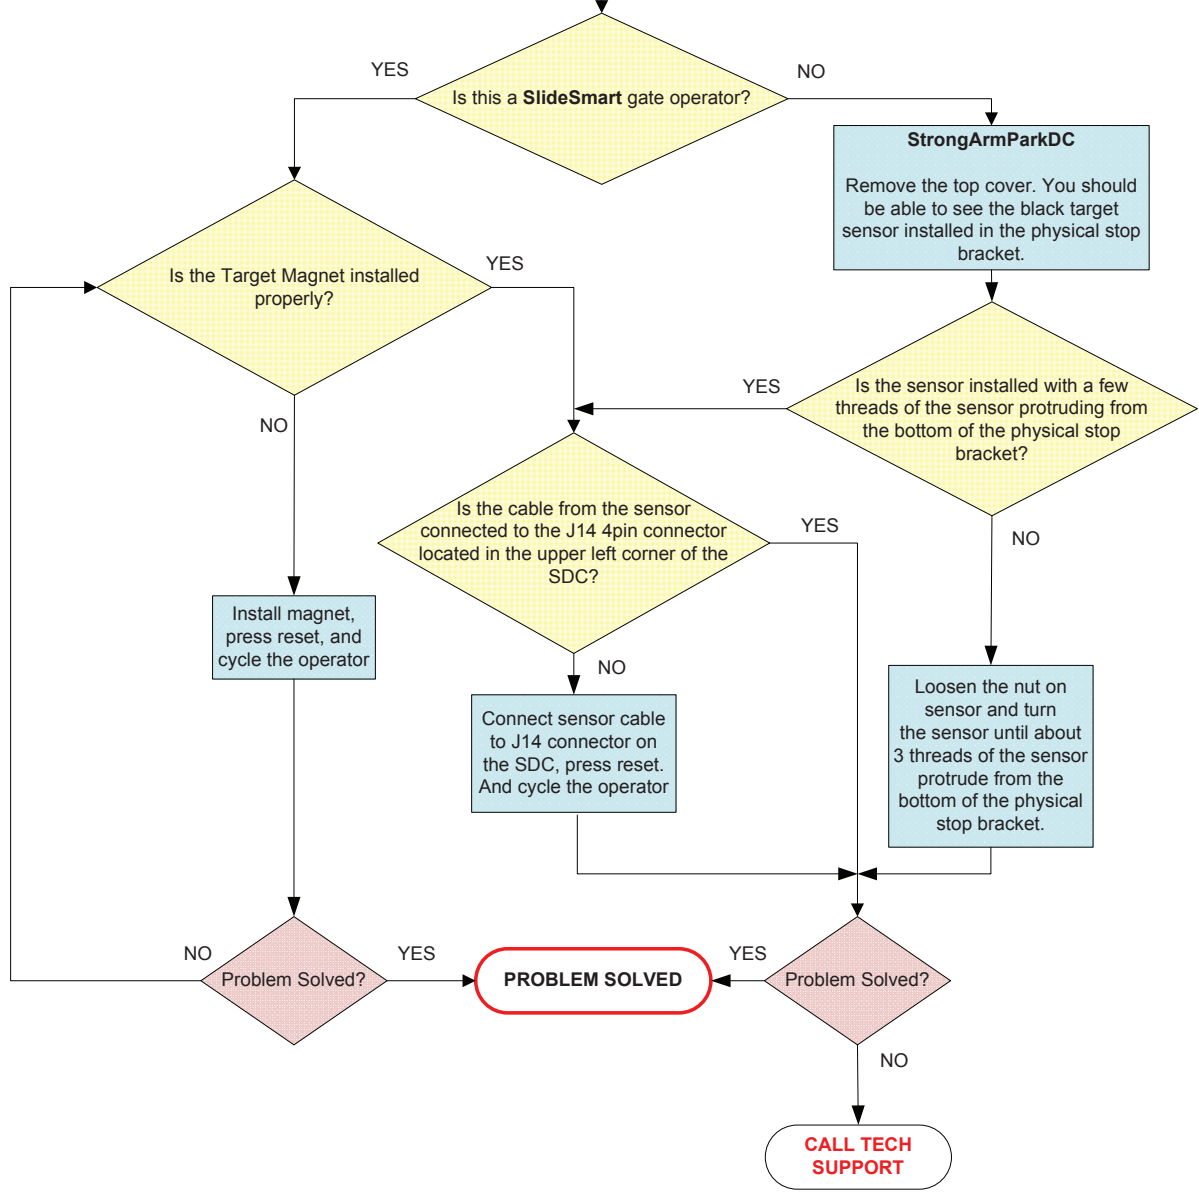 YES
NO
Is this a SlideSmart gate operator?
StrongArmParkDC
Remove the top cover. You should
be able to see the black target
sensor installed in the physical stop
bracket.
Is the Target Magnet installed
properly?
YES
YES
Is the sensor installed with a few
threads of the sensor protruding from
the bottom of the physical stop
bracket?
NO
Is the cable from the sensor
connected to the J14 4pin connector
located in the upper left corner of the
SDC?
YES
NO
Install magnet,
press reset, and
cycle the operator
NO
Connect sensor cable
to J14 connector on
the SDC, press reset.
And cycle the operator
Loosen the nut on
sensor and turn
the sensor until about
3 threads of the sensor
protrude from the
bottom of the physical
stop bracket.
NO
Problem Solved?
YES
PROBLEM SOLVED
YES
Problem Solved?
NO
CALL TECH
SUPPORT